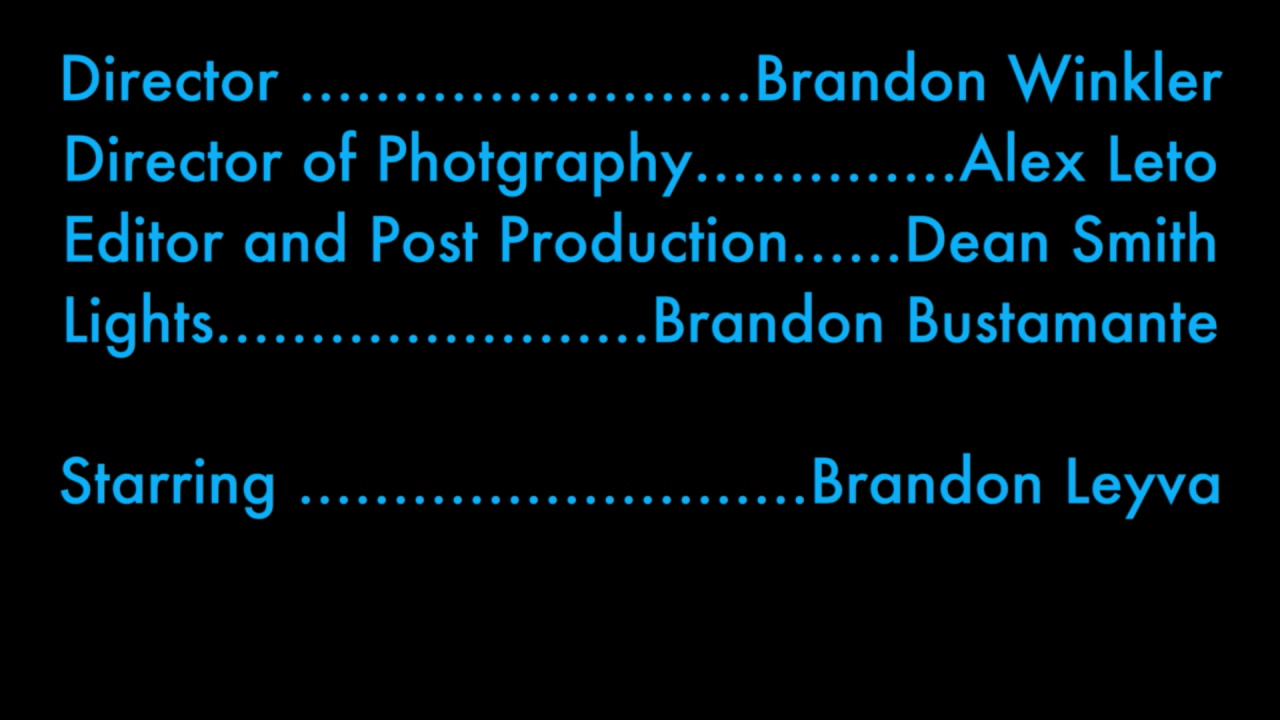 Director ........................Brandon Winkler
Director of Photgraphy..............Alex Leto
Editor and Post Production......Dean Smith
Lights.......................Brandon Bustamante
Starring ...........................Brandon Leyva